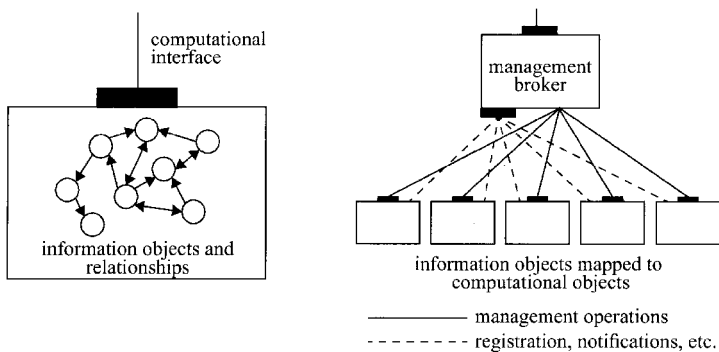 computational
interface
information objects and
relationships
management
broker
information objects mapped to
computational objects
management operations
registration, notifications, etc.